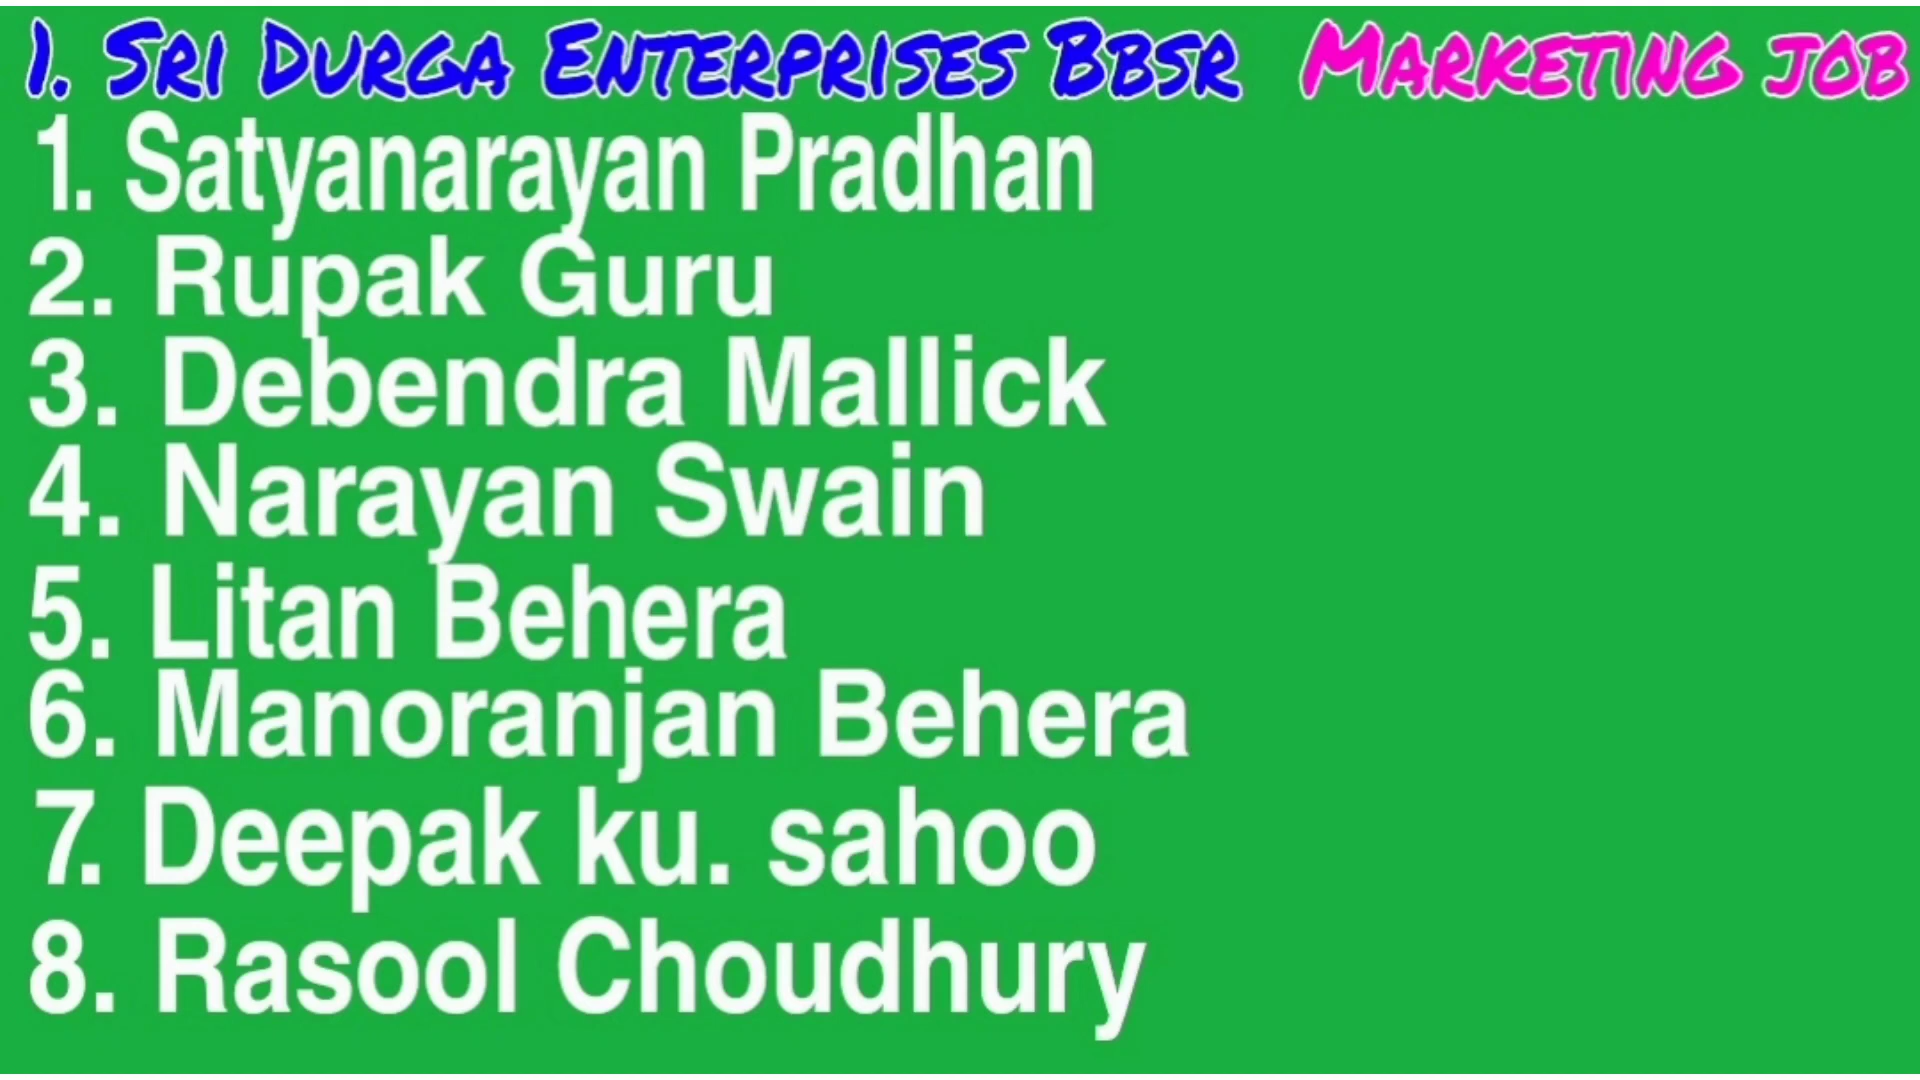 1. Sri Durga Enterprises Bbsr Marketing job
1. Satyanarayan Pradhan
2. Rupak Guru
3. Debendra Mallick
4. Narayan Swain
5. Litan Behera
6. Manoranjan Behera
7. Deepak ku. sahoo
8. Rasool Choudhury